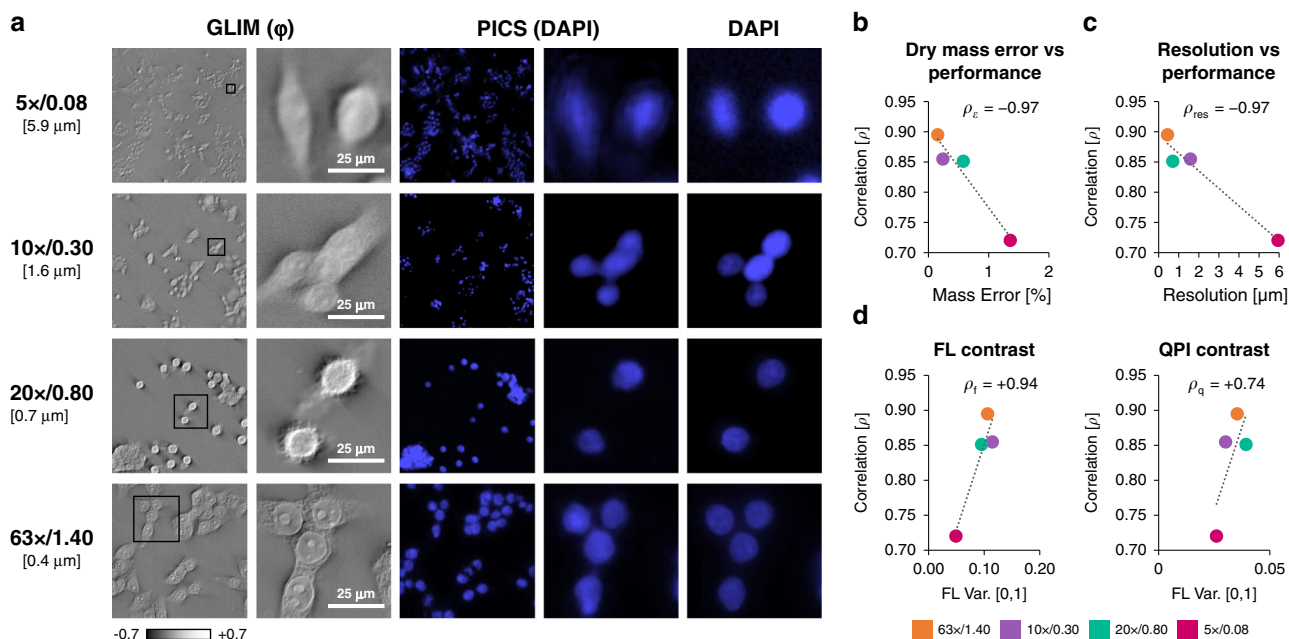 a
GLIM (φ)
PICS (DAPI)
DAPI
5×/0.08
[5.9 µm]
25 µm
10×/0.30
[1.6 µm]
25 µm
20×/0.80
[0.7 µm]
25 µm
63×/1.40
[0.4 µm]
25 µm
-0.7
+0.7
b
Dry mass error vs
performance
ρε = −0.97
Correlation [ρ]
0.95
0.90
0.85
0.80
0.75
0.70
0
1
2
Mass Error [%]
c
Resolution vs
performance
ρres = −0.97
Correlation [ρ]
0.95
0.90
0.85
0.80
0.75
0.70
0 1 2 3 4 5 6
Resolution [µm]
d
FL contrast
ρf = +0.94
Correlation [ρ]
0.95
0.90
0.85
0.80
0.75
0.70
0.00 0.10 0.20
FL Var. [0,1]
QPI contrast
ρq = +0.74
Correlation [ρ]
0.95
0.90
0.85
0.80
0.75
0.70
0 0.05
FL Var. [0,1]
63×/1.40 10×/0.30 20×/0.80 5×/0.08